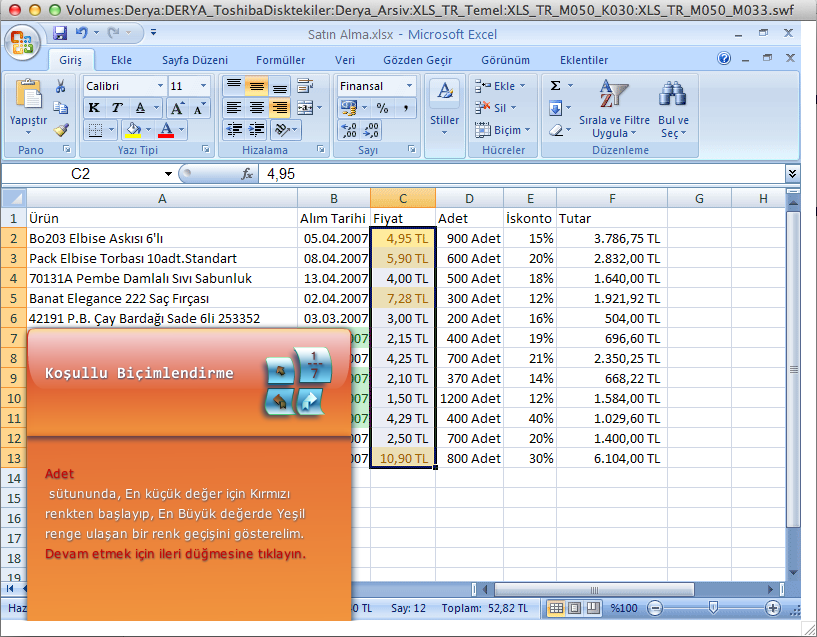 Volumes:Derya:DERYA_ToshibaDisktekiler:Derya_Arsiv:XLS_TR_Temel:XLS_TR_M050_K030:XLS_TR_M050_M033.swf
Satın Alma.xlsx - Microsoft Excel
Giriş Ekle Sayfa Düzeni Formüller Veri Gözden Geçir Görünüm Eklentiler
Calibri 11 Finansal Ekle Σ
K T A A A % , Sil
Yapıştır Stiller Biçim Sırala ve Filtre Uygula Bul ve Seç
Pano Yazı Tipi Hizalama Sayı Hücreler Düzenleme
C2 fx 4,95
A B C D E F G H
1 Ürün Alım Tarihi Fiyat Adet İskonto Tutar
2 Bo203 Elbise Askısı 6'lı 05.04.2007 4,95 TL 900 Adet 15% 3.786,75 TL
3 Pack Elbise Torbası 10adt.Standart 08.04.2007 5,90 TL 600 Adet 20% 2.832,00 TL
4 70131A Pembe Damlalı Sıvı Sabunluk 13.04.2007 4,00 TL 500 Adet 18% 1.640,00 TL
5 Banat Elegance 222 Saç Fırçası 02.04.2007 7,28 TL 300 Adet 12% 1.921,92 TL
6 42191 P.B. Çay Bardağı Sade 6li 253352 03.03.2007 3,00 TL 200 Adet 16% 504,00 TL
7 007 2,15 TL 400 Adet 19% 696,60 TL
8 007 4,25 TL 700 Adet 21% 2.350,25 TL
9 007 2,10 TL 370 Adet 14% 668,22 TL
10 007 1,50 TL 1200 Adet 12% 1.584,00 TL
11 007 4,29 TL 400 Adet 40% 1.029,60 TL
12 007 2,50 TL 700 Adet 20% 1.400,00 TL
13 007 10,90 TL 800 Adet 30% 6.104,00 TL
14
15
16
17
18
19
Koşullu Biçimlendirme
1
7
Adet
sütununda, En küçük değer için Kırmızı
renkten başlayıp, En Büyük değerde Yeşil
renge ulaşan bir renk geçişini gösterelim.
Devam etmek için ileri düğmesine tıklayın.
Haz 0 TL Say: 12 Toplam: 52,82 TL %100